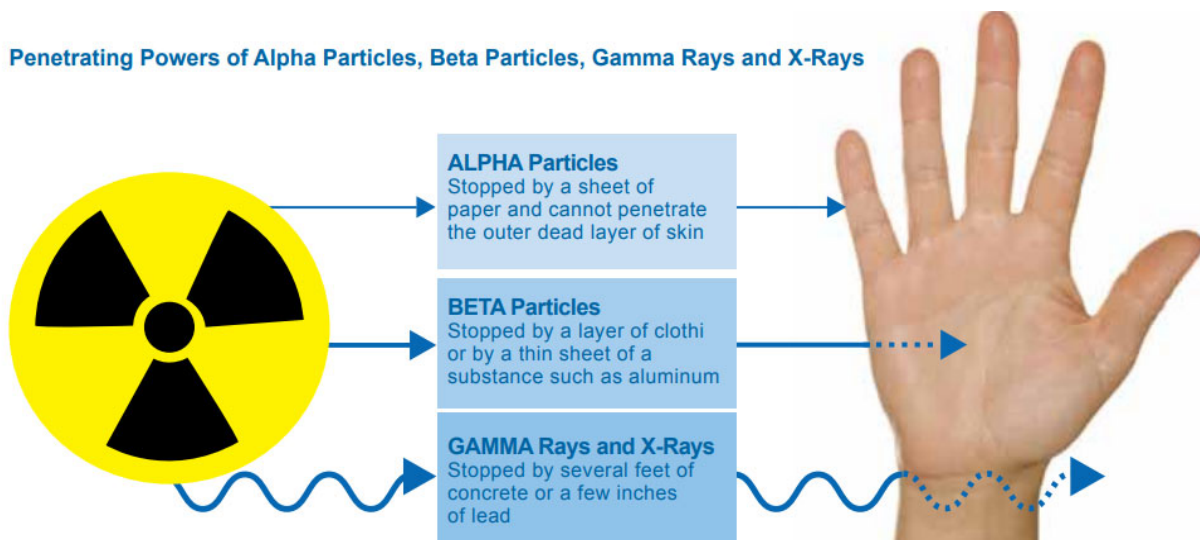 Penetrating Powers of Alpha Particles, Beta Particles, Gamma Rays and X-Rays
ALPHA Particles
Stopped by a sheet of
paper and cannot penetrate
the outer dead layer of skin
BETA Particles
Stopped by a layer of clothi
or by a thin sheet of a
substance such as aluminum
GAMMA Rays and X-Rays
Stopped by several feet of
concrete or a few inches
of lead